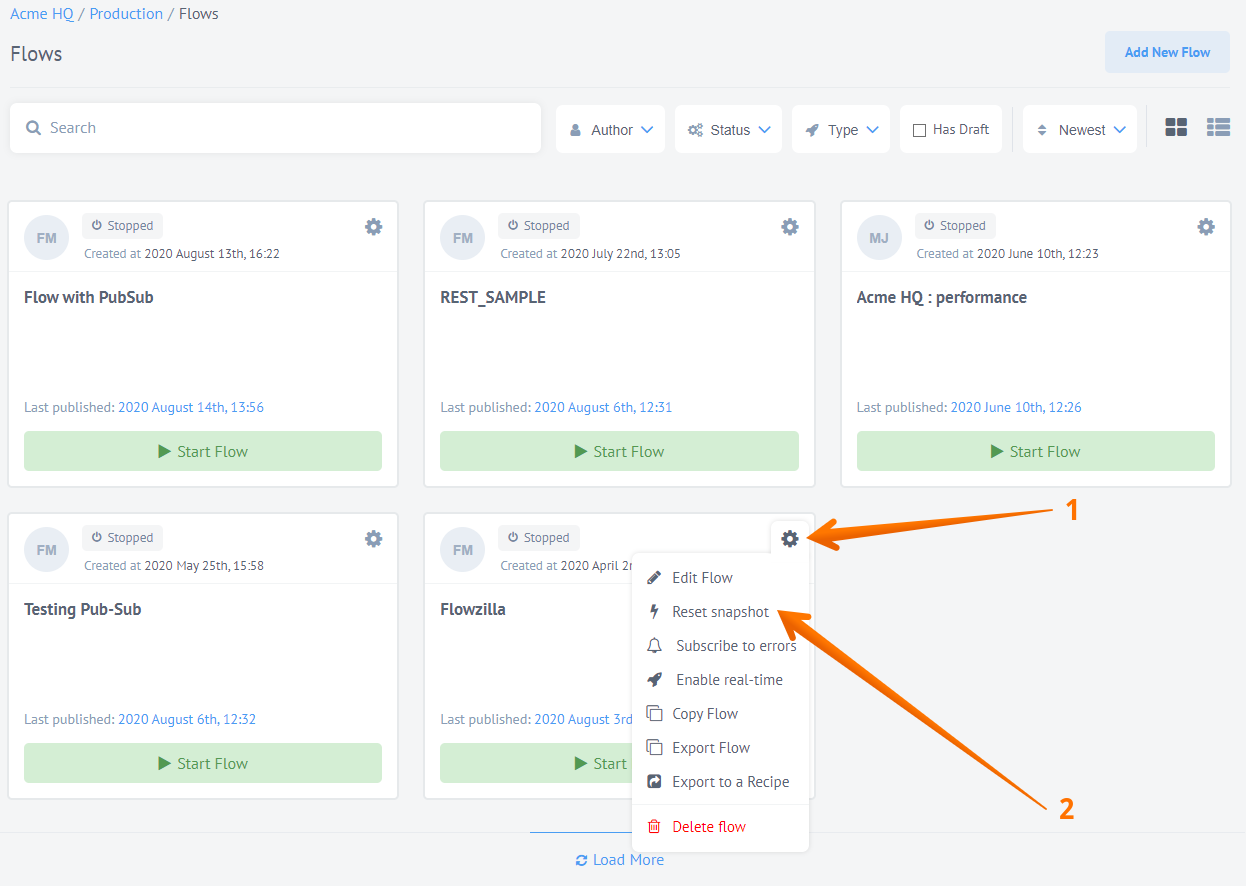 Acme HQ / Production / Flows
Flows
Add New Flow
Search
Author
Status
Type
Has Draft
Newest
FM
Stopped
Created at 2020 August 13th, 16:22
Flow with PubSub
Last published: 2020 August 14th, 13:56
Start Flow
FM
Stopped
Created at 2020 July 22nd, 13:05
REST_SAMPLE
Last published: 2020 August 6th, 12:31
Start Flow
MJ
Stopped
Created at 2020 June 10th, 12:23
Acme HQ : performance
Last published: 2020 June 10th, 12:26
Start Flow
FM
Stopped
Created at 2020 May 25th, 15:58
Testing Pub-Sub
Last published: 2020 August 6th, 12:32
Start Flow
FM
Stopped
Created at 2020 April
Flowzilla
Last published: 2020 August 3rd
Start
1
Edit Flow
Reset snapshot
Subscribe to errors
Enable real-time
Copy Flow
Export Flow
Export to a Recipe
Delete flow
2
Load More